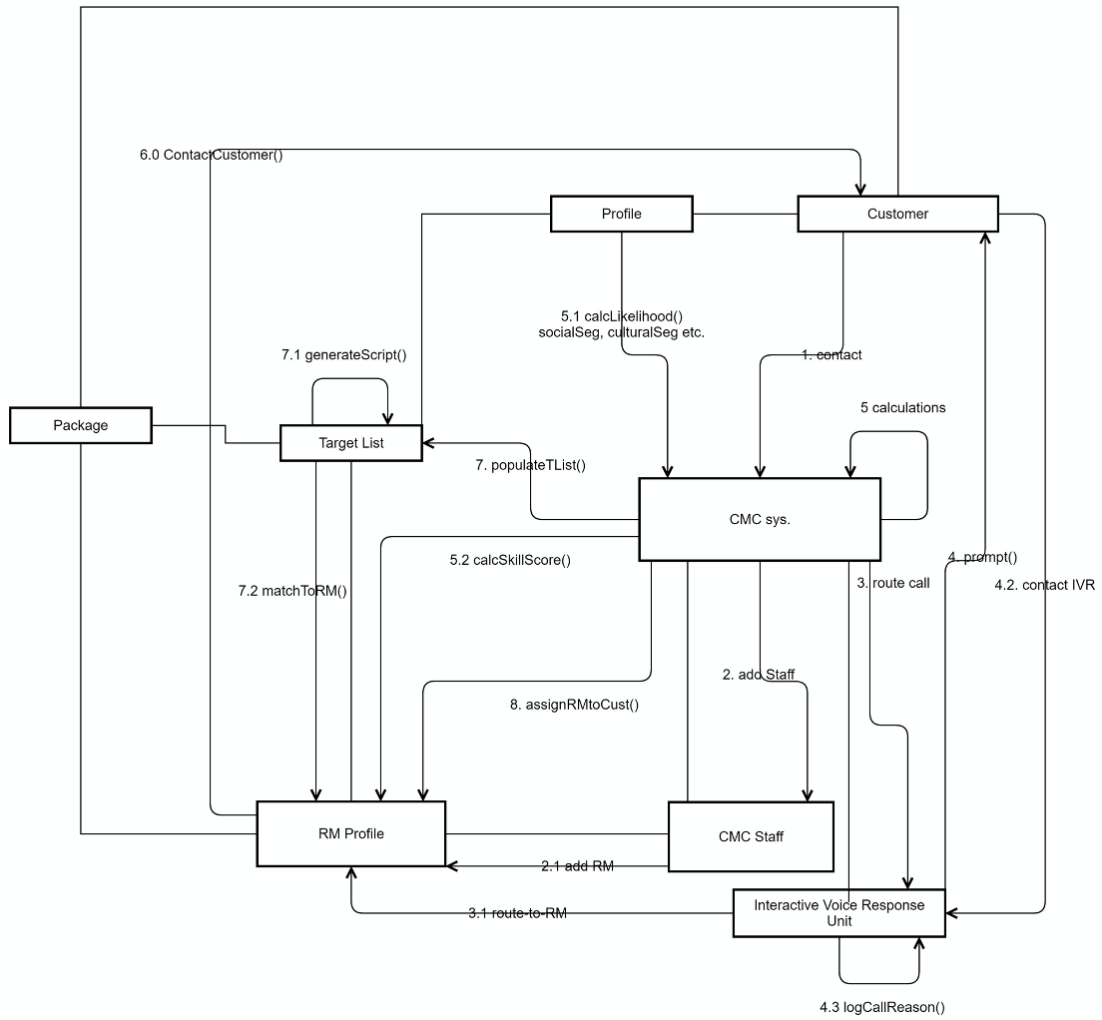 6.0 ContactCustomer()
Profile
Customer
5.1 calcLikelihood()
socialSeg, culturalSeg etc.
7.1 generateScript()
1. contact
5 calculations
Package
Target List
7. populateTList()
CMC sys.
5.2 calcSkillScore()
4. prompt()
7.2 matchToRM()
3. route call
4.2. contact IVR
2. add Staff
8. assignRMtoCust()
RM Profile
CMC Staff
2.1 add RM
3.1 route-to-RM
Interactive Voice Response
Unit
4.3 logCallReason()